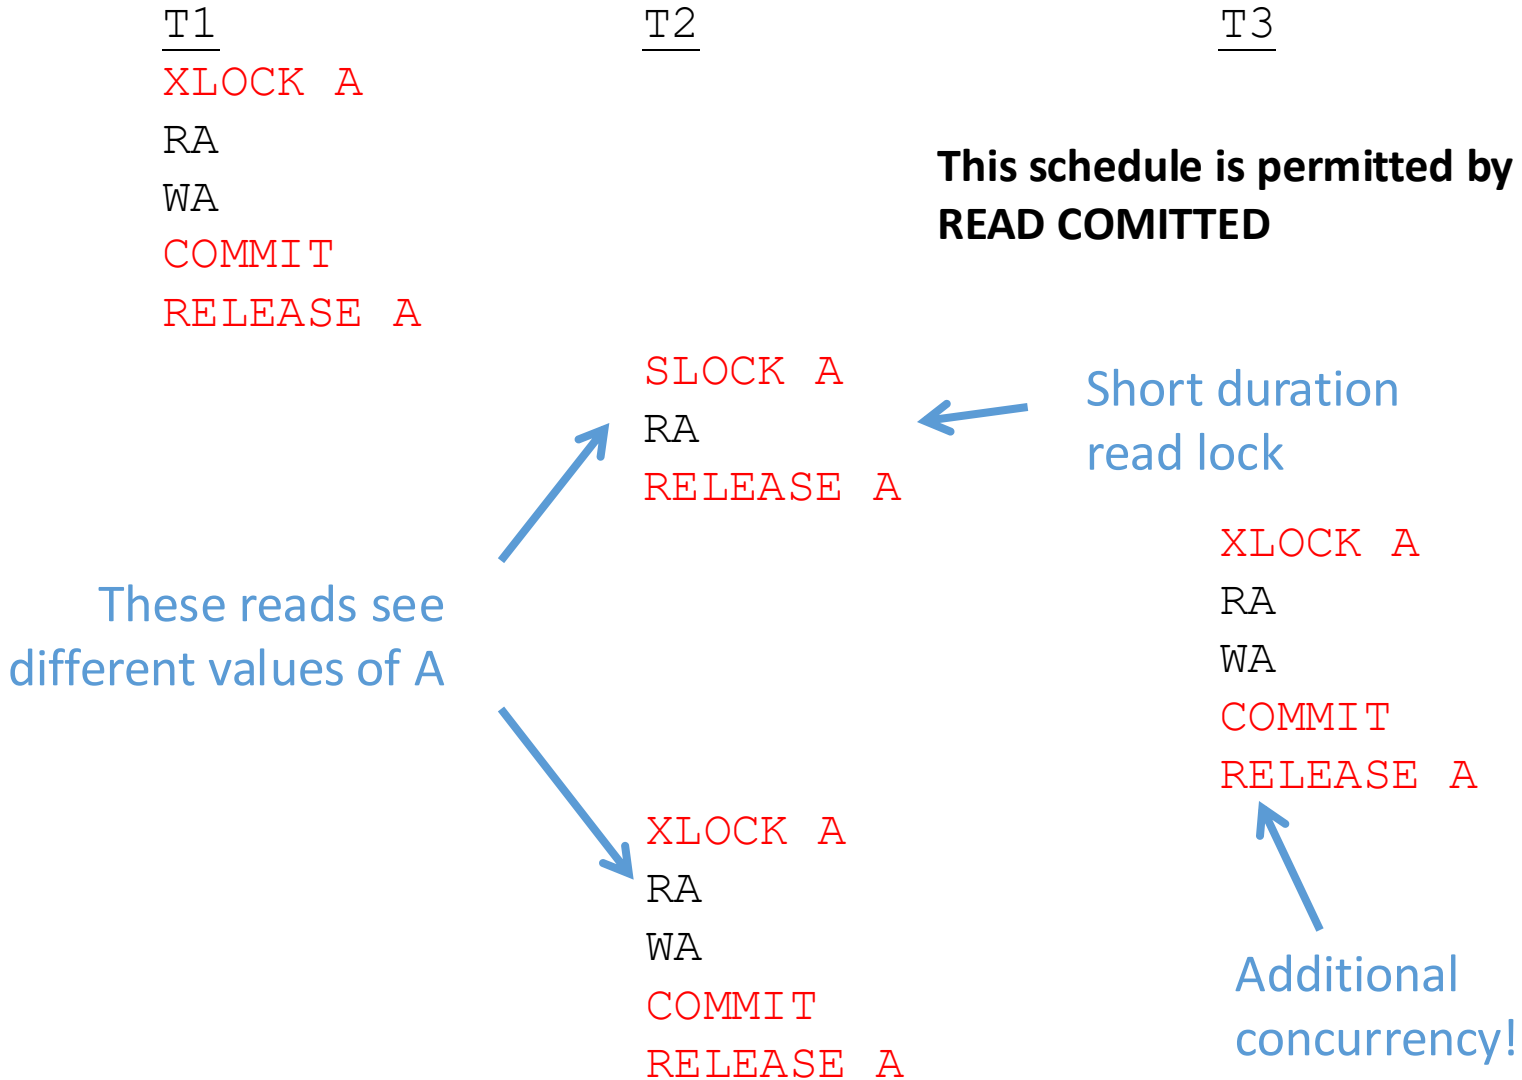 T1 T2 T3
XLOCK A
RA
WA
COMMIT
RELEASE A
This schedule is permitted by
READ COMITTED
SLOCK A
RA
RELEASE A
Short duration
read lock
XLOCK A
RA
WA
COMMIT
RELEASE A
These reads see
different values of A
XLOCK A
RA
WA
COMMIT
RELEASE A
Additional
concurrency!